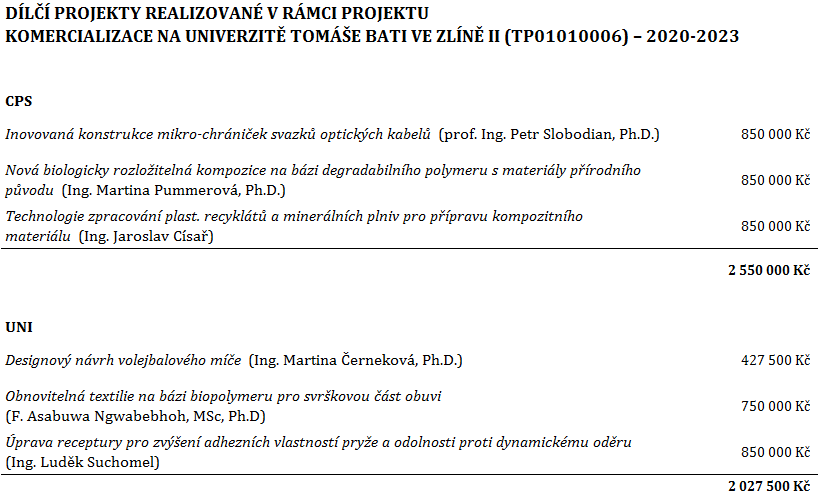 DÍLČÍ PROJEKTY REALIZOVANÉ V RÁMCI PROJEKTU
KOMERCIALIZACE NA UNIVERZITĚ TOMÁŠE BATI VE ZLÍNĚ II (TP01010006) – 2020-2023
CPS
Inovovaná konstrukce mikro-chrániček svazků optických kabelů (prof. Ing. Petr Slobodian, Ph.D.) 850 000 Kč
Nová biologicky rozložitelná kompozice na bázi degradabilního polymeru s materiály přírodního
původu (Ing. Martina Pummerová, Ph.D.) 850 000 Kč
Technologie zpracování plast. recyklátů a minerálních plniv pro přípravu kompozitního
materiálu (Ing. Jaroslav Císař) 850 000 Kč
2 550 000 Kč
UNI
Designový návrh volejbalového míče (Ing. Martina Černeková, Ph.D.) 427 500 Kč
Obnovitelná textilie na bázi biopolymeru pro svrškovou část obuvi
(F. Asabuwa Ngwabebhoh, MSc, Ph.D) 750 000 Kč
Úprava receptury pro zvýšení adhezních vlastností pryže a odolnosti proti dynamickému oděru
(Ing. Luděk Suchomel) 850 000 Kč
2 027 500 Kč